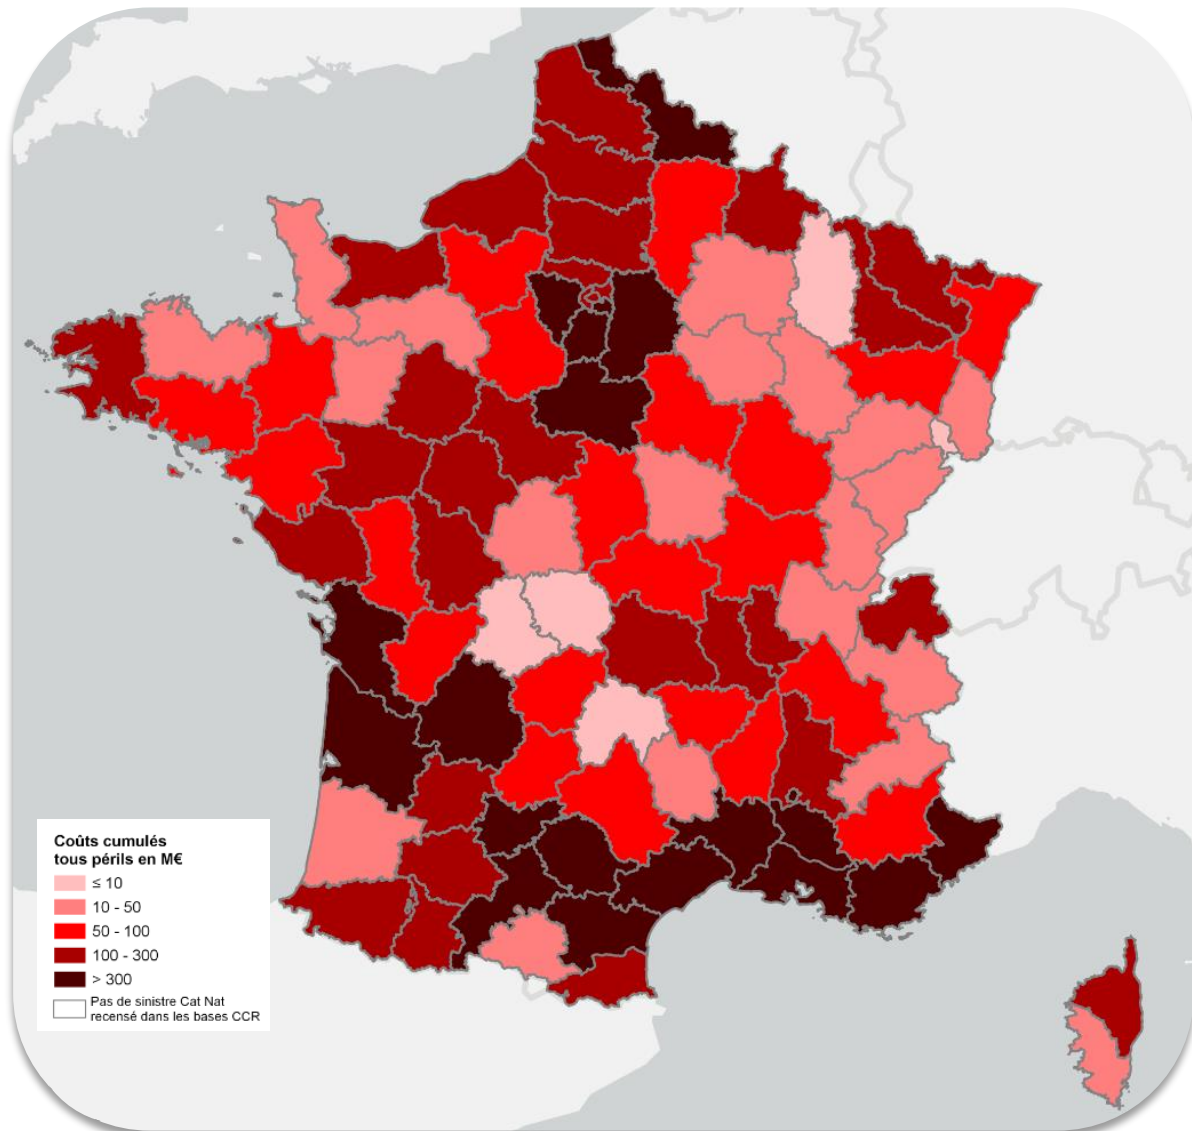 Coûts cumulés
tous périls en M€
≤ 10
10 - 50
50 - 100
100 - 300
> 300
Pas de sinistre Cat Nat
recensé dans les bases CCR